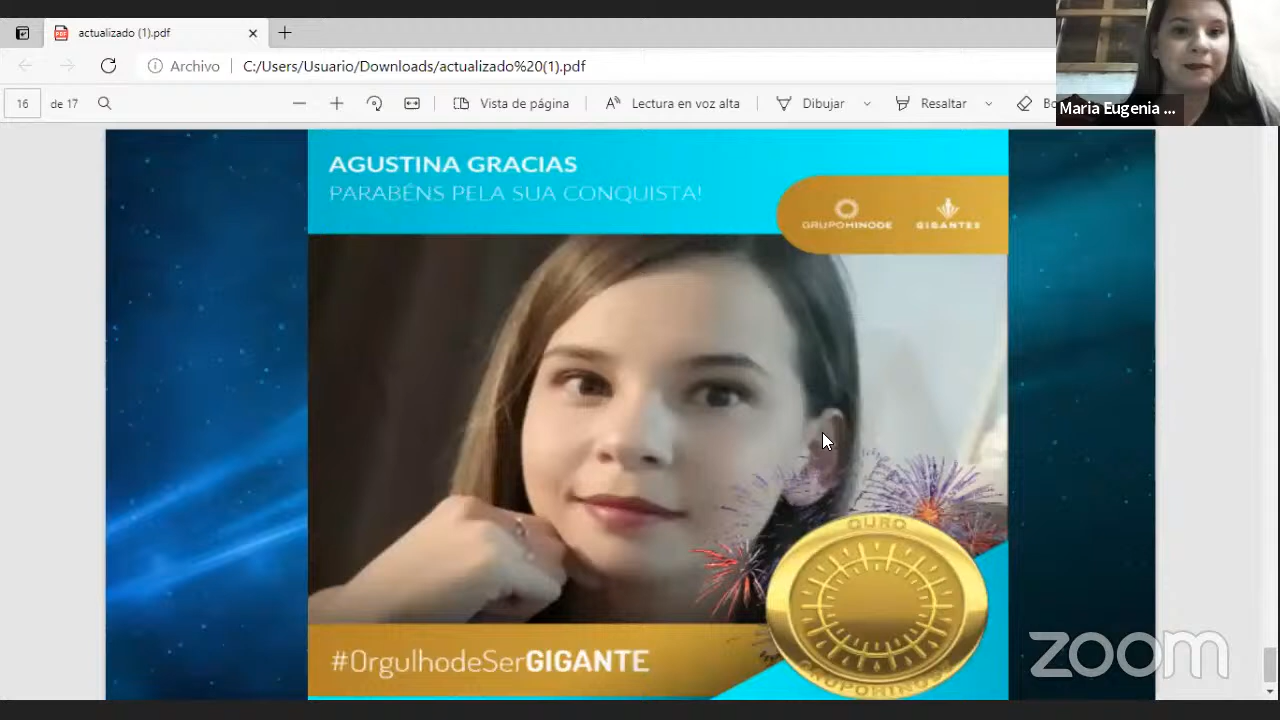 actualizado (1).pdf
Archivo
C:/Users/Usuario/Downloads/actualizado%20(1).pdf
16
de 17
Vista de página
Lectura en voz alta
Dibujar
Resaltar
Maria Eugenia ...
AGUSTINA GRACIAS
PARABÉNS PELA SUA CONQUISTA!
GRUPOHINODE
GIGANTES
OURO
#OrgulhodeSerGIGANTE
zoom